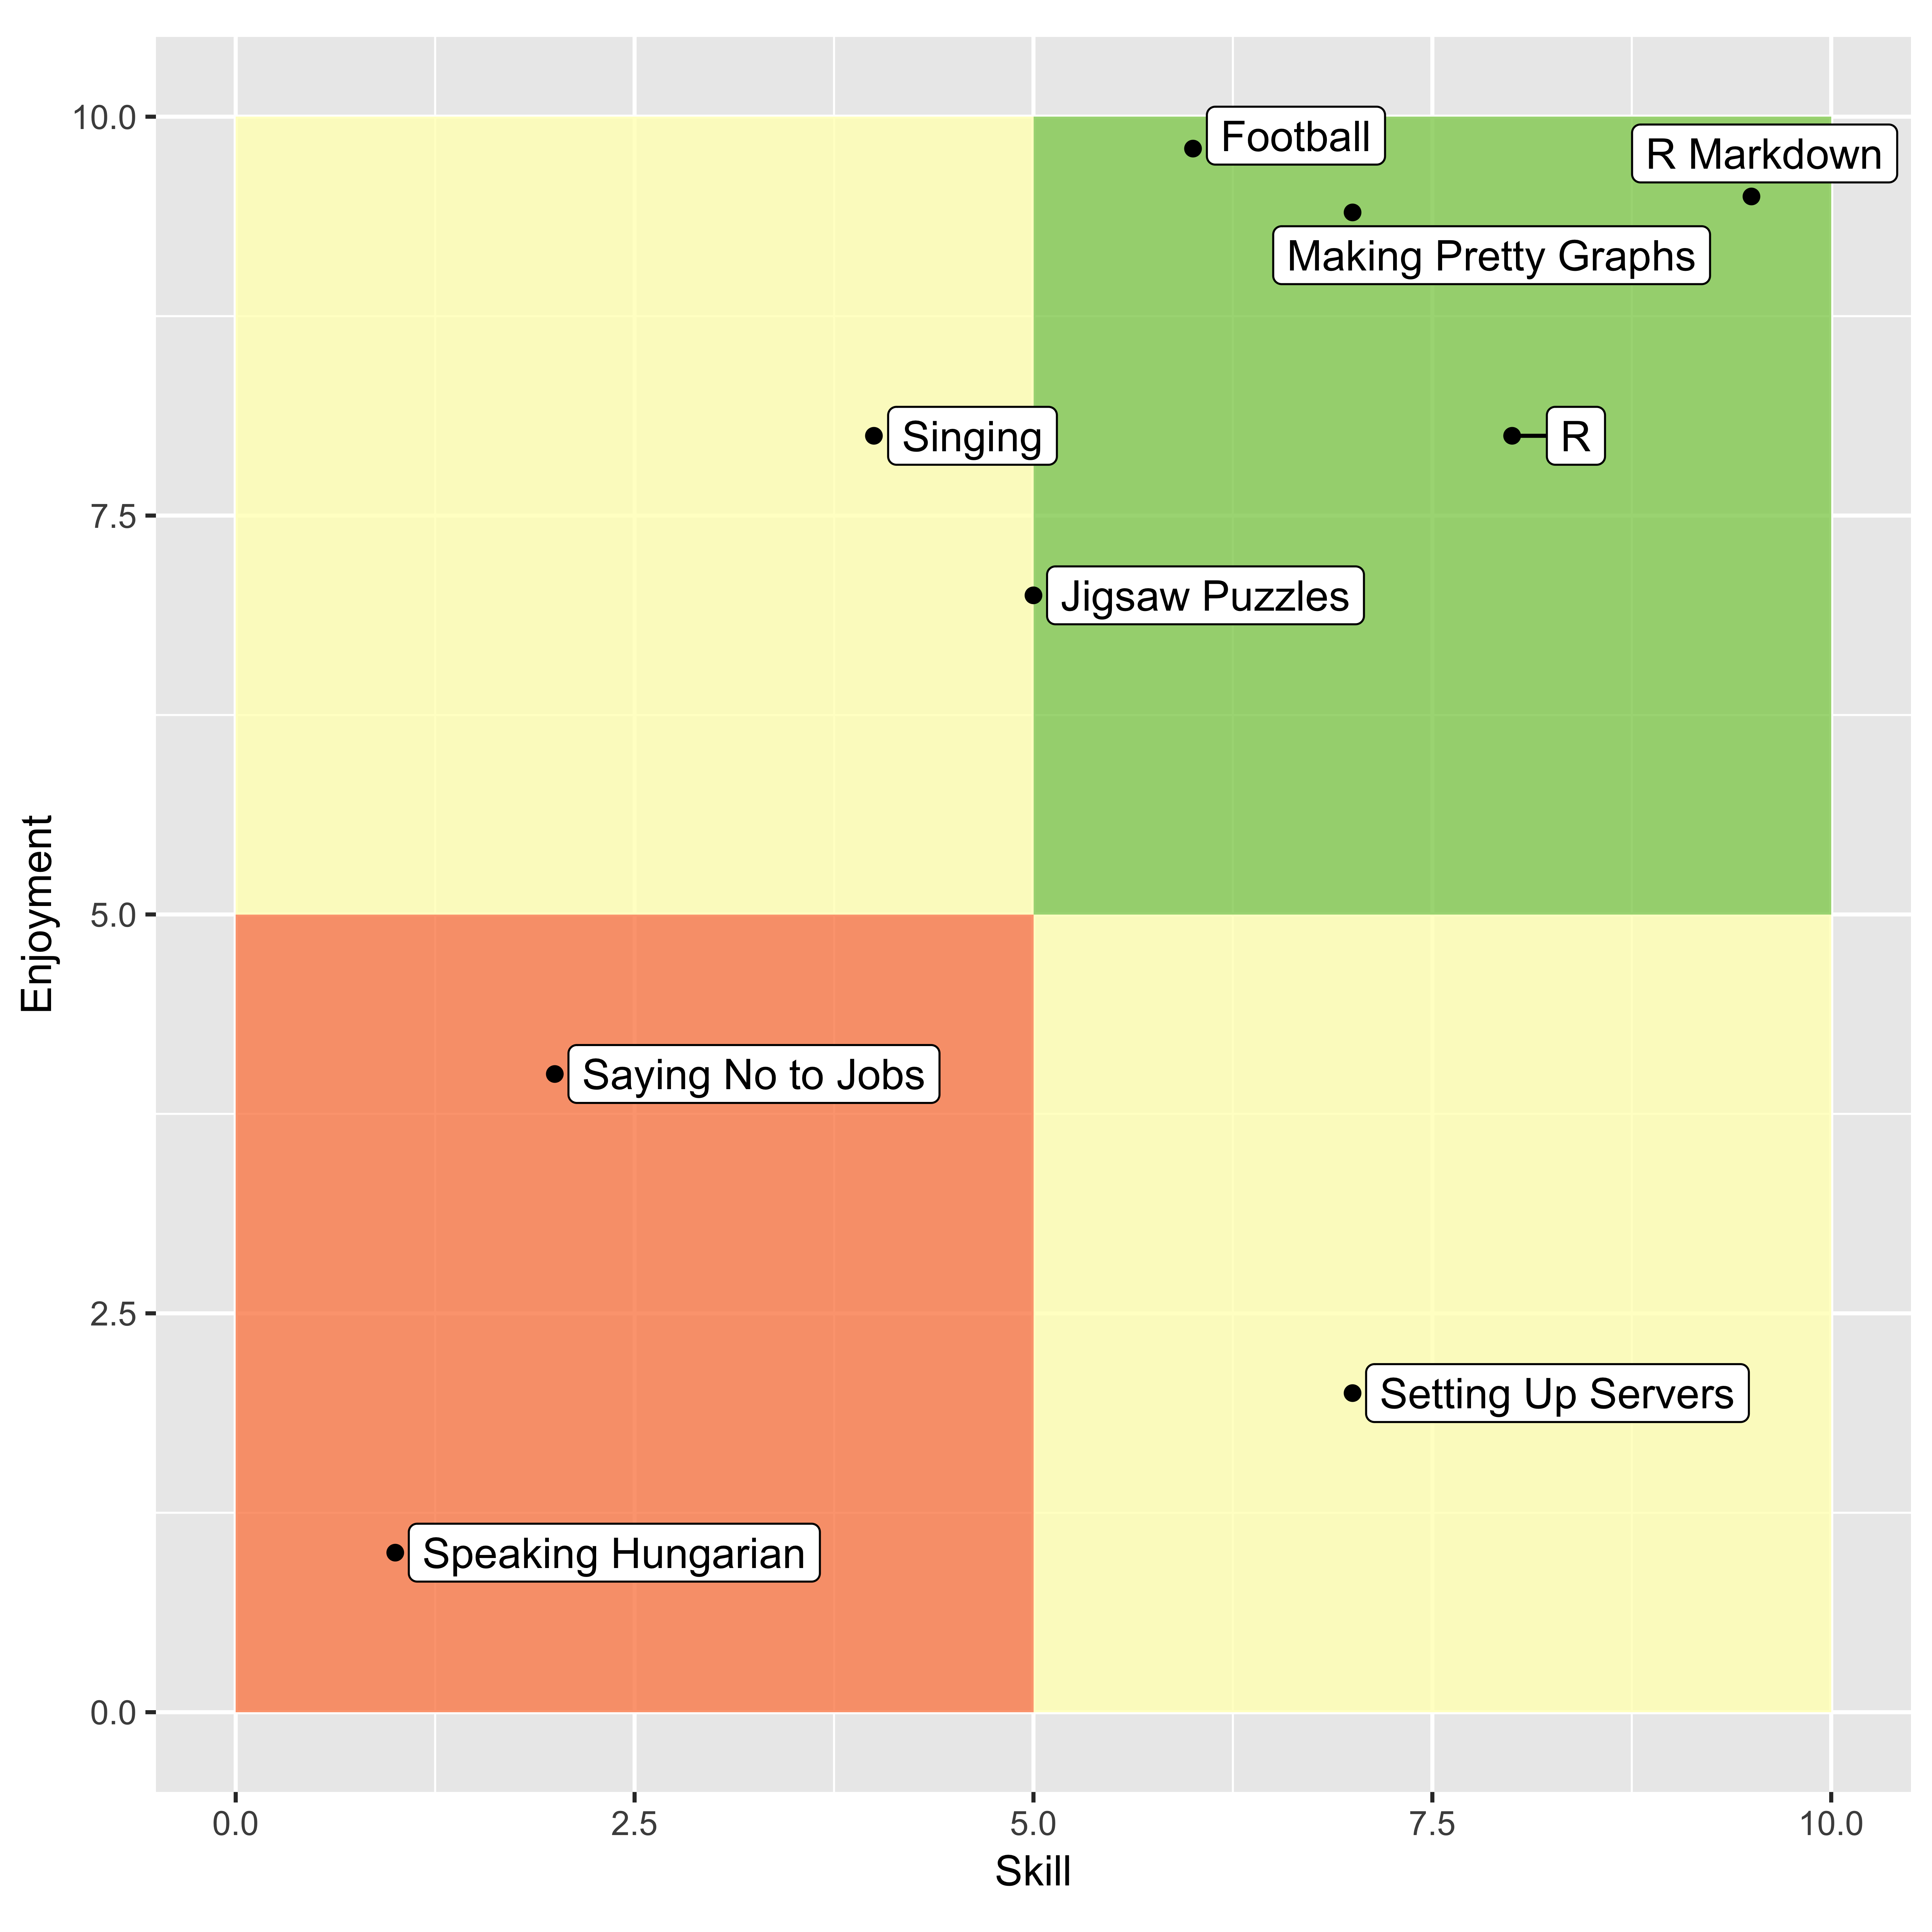 10.0
7.5
5.0
2.5
0.0
Enjoyment
Football
R Markdown
Making Pretty Graphs
Singing
R
Jigsaw Puzzles
Saying No to Jobs
Setting Up Servers
Speaking Hungarian
0.0
2.5
5.0
7.5
10.0
Skill